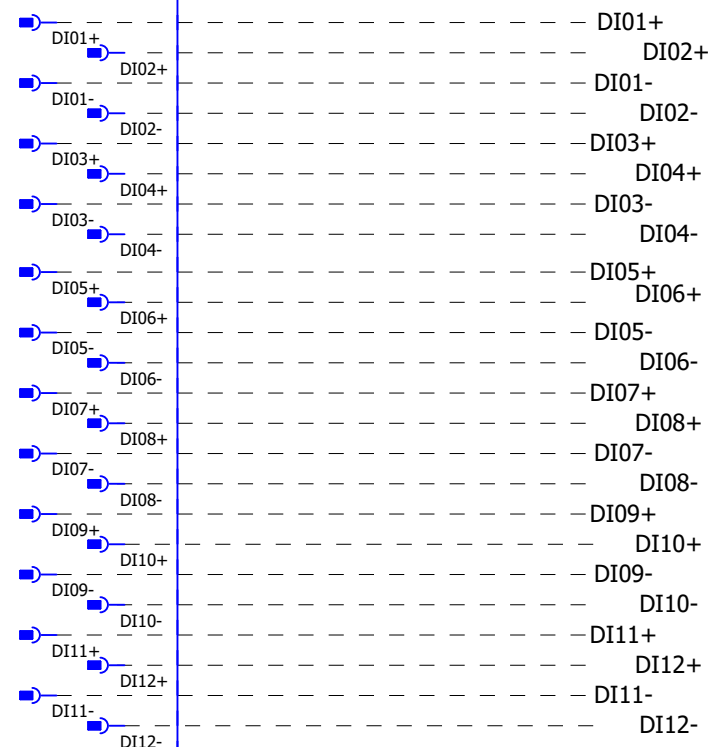 DI01+
DI01+
DI02+
DI02+
DI01-
DI01-
DI02-
DI02-
DI03+
DI03+
DI04+
DI04+
DI03-
DI03-
DI04-
DI04-
DI05+
DI05+
DI06+
DI06+
DI05-
DI05-
DI06-
DI06-
DI07+
DI07+
DI08+
DI08+
DI07-
DI07-
DI08-
DI08-
DI09+
DI09+
DI10+
DI10+
DI09-
DI09-
DI10-
DI10-
DI11+
DI11+
DI12+
DI12+
DI11-
DI11-
DI12-
DI12-